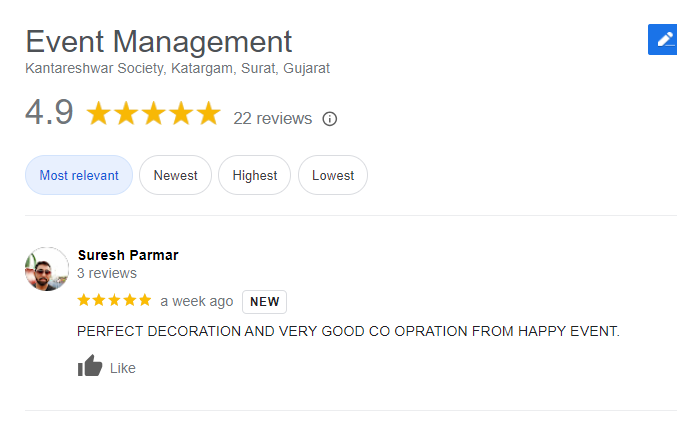 Event Management
Kantareshwar Society, Katargam, Surat, Gujarat
4.9 22 reviews
Most relevant Newest Highest Lowest
Suresh Parmar
3 reviews
a week ago NEW
PERFECT DECORATION AND VERY GOOD CO OPRATION FROM HAPPY EVENT.
Like